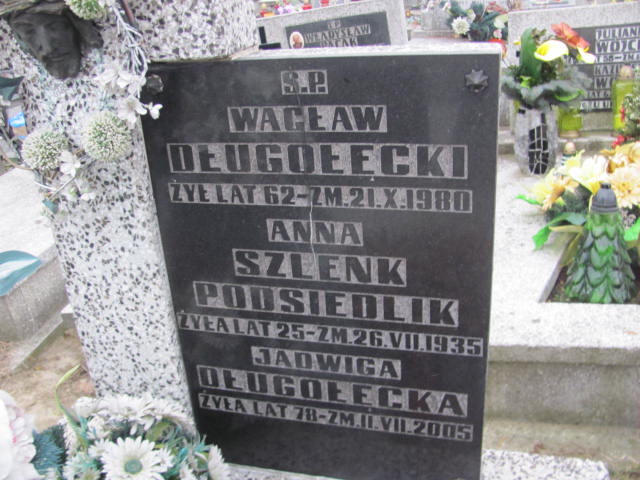 Ś.P.
WACŁAW
DŁUGOŁĘCKI
ŻYŁ LAT 62-ZM.21.X.1980
ANNA
SZLENK
PODSIEDLIK
ŻYŁA LAT 25-ZM.26.VII.1935
JADWIGA
DŁUGOŁĘCKA
ŻYŁA LAT 78-ZM.11.VII.2005
Ś.P.
WŁADYSŁAW